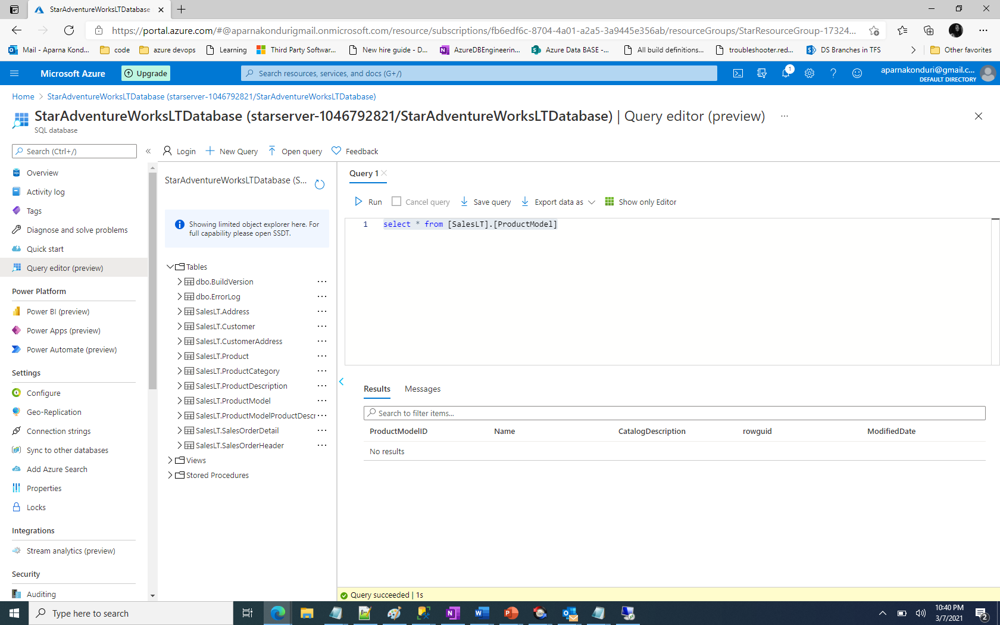 StarAdventureWorksLTDatabase
https://portal.azure.com/#@aparnakondurigmail.onmicrosoft.com/resource/subscriptions/fb6edf6c-8704-4a01-a2a5-3a9445e356ab/resourceGroups/StarResourceGroup-17324...
Mail - Aparna Kond... code azure devops Learning Third Party Softwar... New hire guide - D... AzureDBEngineerin... Azure Data BASE -... All build definitions... troubleshooter.red... DS Branches in TFS Other favorites
Microsoft Azure Upgrade Search resources, services, and docs (G+/) 1 aparnakonduri@gmail.c...
DEFAULT DIRECTORY
Home > StarAdventureWorksLTDatabase (starserver-1046792821/StarAdventureWorksLTDatabase)
StarAdventureWorksLTDatabase (starserver-1046792821/StarAdventureWorksLTDatabase) | Query editor (preview) ...
SQL database
Search (Ctrl+/)
Overview
Activity log
Tags
Diagnose and solve problems
Quick start
Query editor (preview)
Power Platform
Power BI (preview)
Power Apps (preview)
Power Automate (preview)
Settings
Configure
Geo-Replication
Connection strings
Sync to other databases
Add Azure Search
Properties
Locks
Integrations
Stream analytics (preview)
Security
Auditing
Login New Query Open query Feedback
StarAdventureWorksLTDatabase (S...
Showing limited object explorer here. For
full capability please open SSDT.
Tables
dbo.BuildVersion
dbo.ErrorLog
SalesLT.Address
SalesLT.Customer
SalesLT.CustomerAddress
SalesLT.Product
SalesLT.ProductCategory
SalesLT.ProductDescription
SalesLT.ProductModel
SalesLT.ProductModelProductDescr
SalesLT.SalesOrderDetail
SalesLT.SalesOrderHeader
Views
Stored Procedures
Query 1
Run Cancel query Save query Export data as Show only Editor
1 select * from [SalesLT].[ProductModel]
Results Messages
Search to filter items...
ProductModelID Name CatalogDescription rowguid ModifiedDate
No results
Query succeeded | 1s
Type here to search
10:40 PM
3/7/2021
2